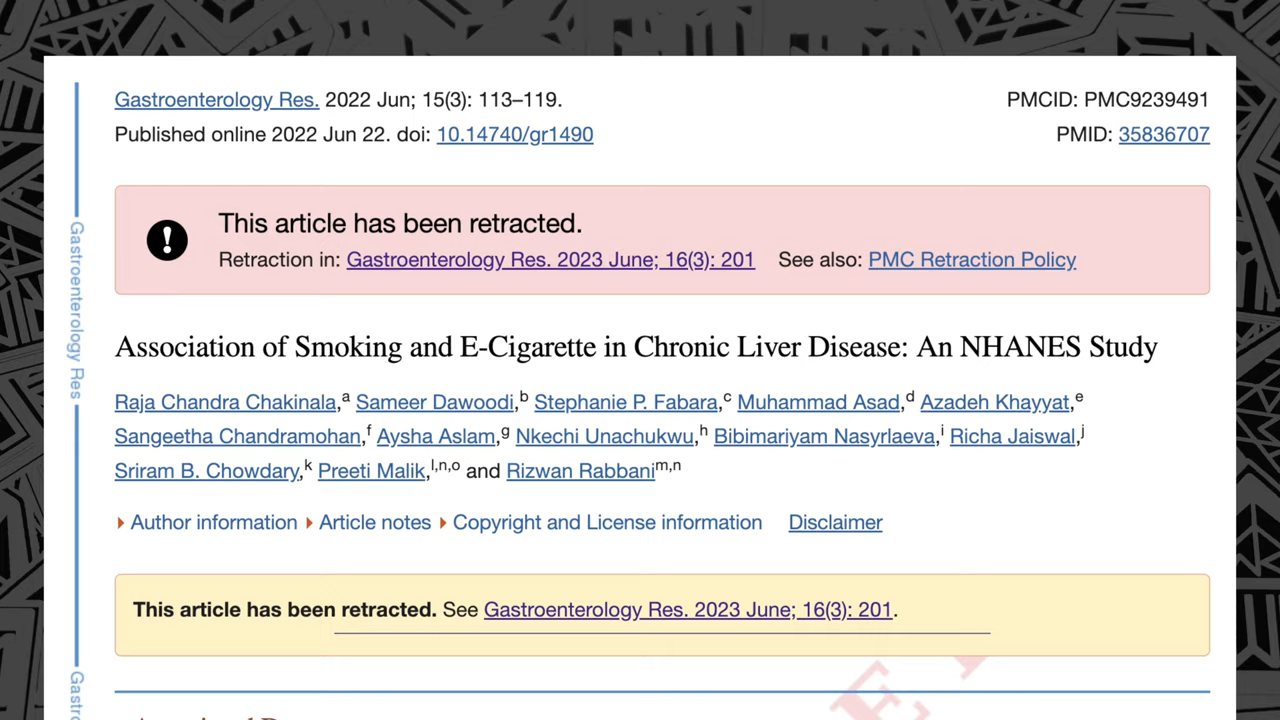 Gastroenterology Res. 2022 Jun; 15(3): 113–119.
PMCID: PMC9239491
Published online 2022 Jun 22. doi: 10.14740/gr1490
PMID: 35836707
This article has been retracted.
Retraction in: Gastroenterology Res. 2023 June; 16(3): 201 See also: PMC Retraction Policy
Association of Smoking and E-Cigarette in Chronic Liver Disease: An NHANES Study
Raja Chandra Chakinala,a Sameer Dawoodi,b Stephanie P. Fabara,c Muhammad Asad,d Azadeh Khayyat,e
Sangeetha Chandramohan,f Aysha Aslam,g Nkechi Unachukwu,h Bibimariyam Nasyrlaeva,i Richa Jaiswal,j
Sriram B. Chowdary,k Preeti Malik,l,n,o and Rizwan Rabbanim,n
Author information Article notes Copyright and License information Disclaimer
This article has been retracted. See Gastroenterology Res. 2023 June; 16(3): 201.
Gastroenterology Res
Gastro